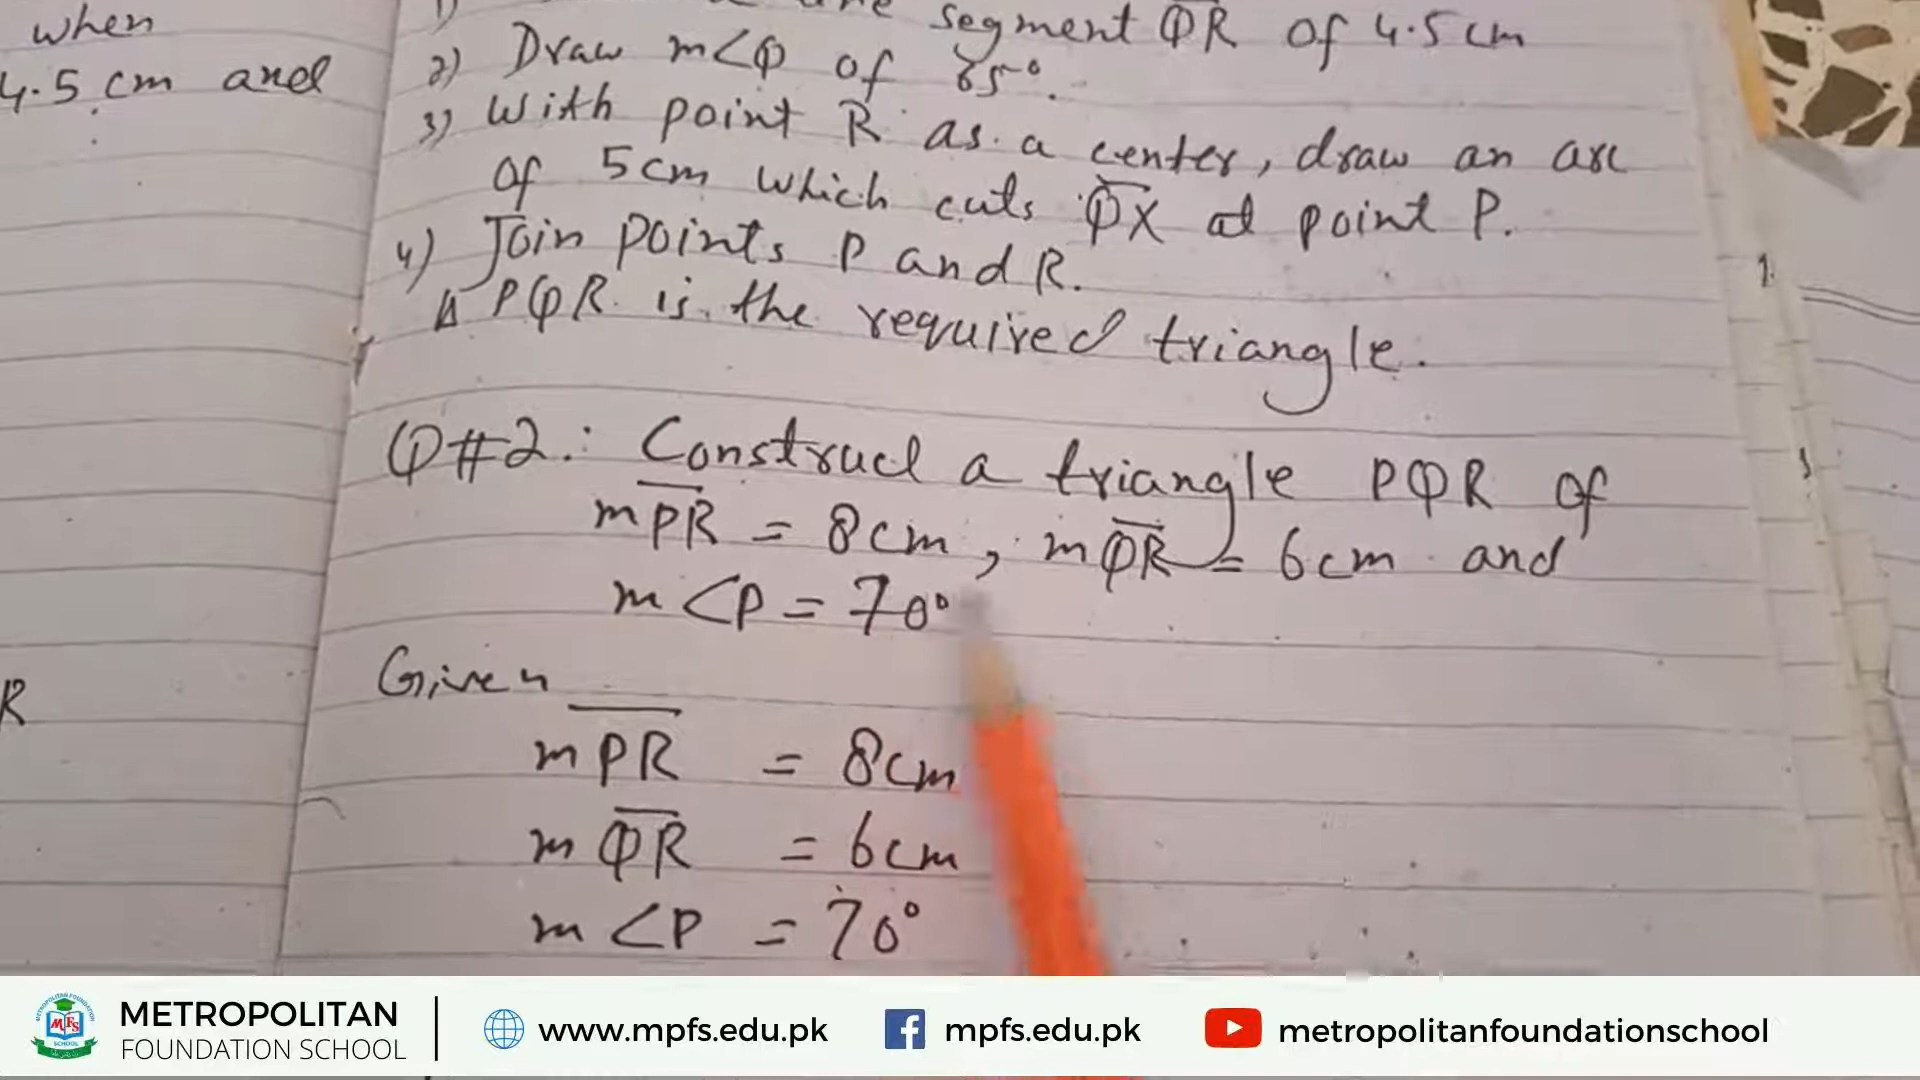 when
4.5 cm and
R
segment QR of 4.5 cm
2) Draw m<Q of 85°.
3) With point R as a center, draw an arc
of 5cm which cuts QX at point P.
4) Join points P and R.
Δ PQR is the required triangle.
Q#2: Construct a triangle PQR of
mPR = 8cm, mQR = 6cm and
m<P = 70°
Given
mPR = 8cm
mQR = 6cm
m<P = 70°
METROPOLITAN
FOUNDATION SCHOOL
www.mpfs.edu.pk
mpfs.edu.pk
metropolitanfoundationschool